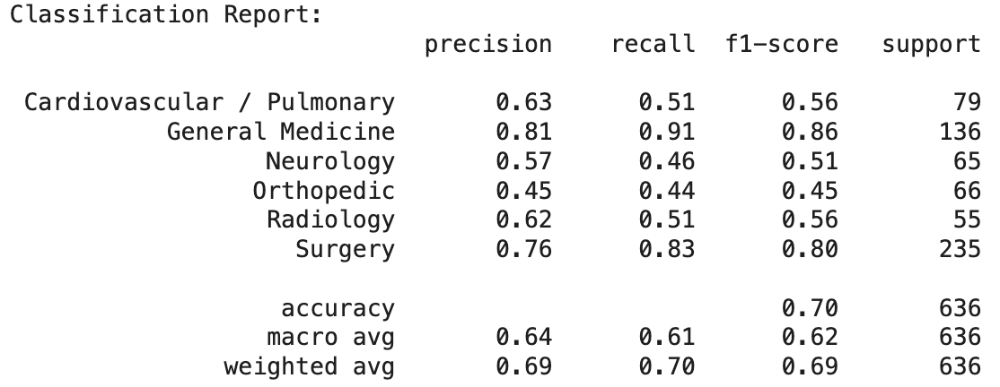 Classification Report:
precision recall f1-score support
Cardiovascular / Pulmonary 0.63 0.51 0.56 79
General Medicine 0.81 0.91 0.86 136
Neurology 0.57 0.46 0.51 65
Orthopedic 0.45 0.44 0.45 66
Radiology 0.62 0.51 0.56 55
Surgery 0.76 0.83 0.80 235
accuracy 0.70 636
macro avg 0.64 0.61 0.62 636
weighted avg 0.69 0.70 0.69 636